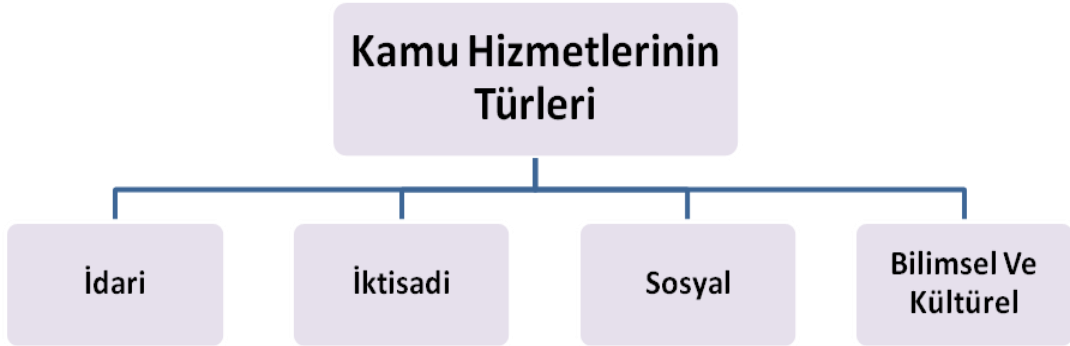 Kamu Hizmetlerinin
Türleri
İdari
İktisadi
Sosyal
Bilimsel Ve
Kültürel